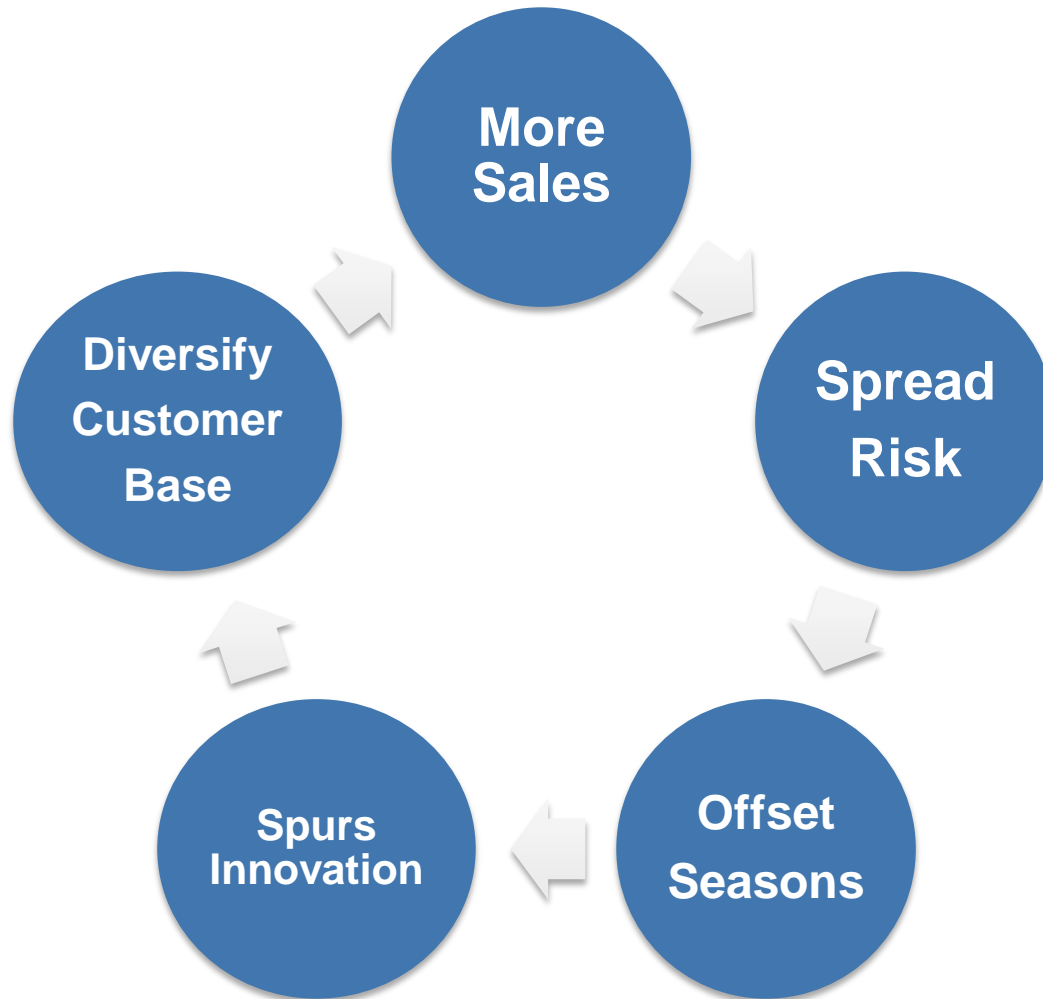 More
Sales
Spread
Risk
Offset
Seasons
Spurs
Innovation
Diversify
Customer
Base